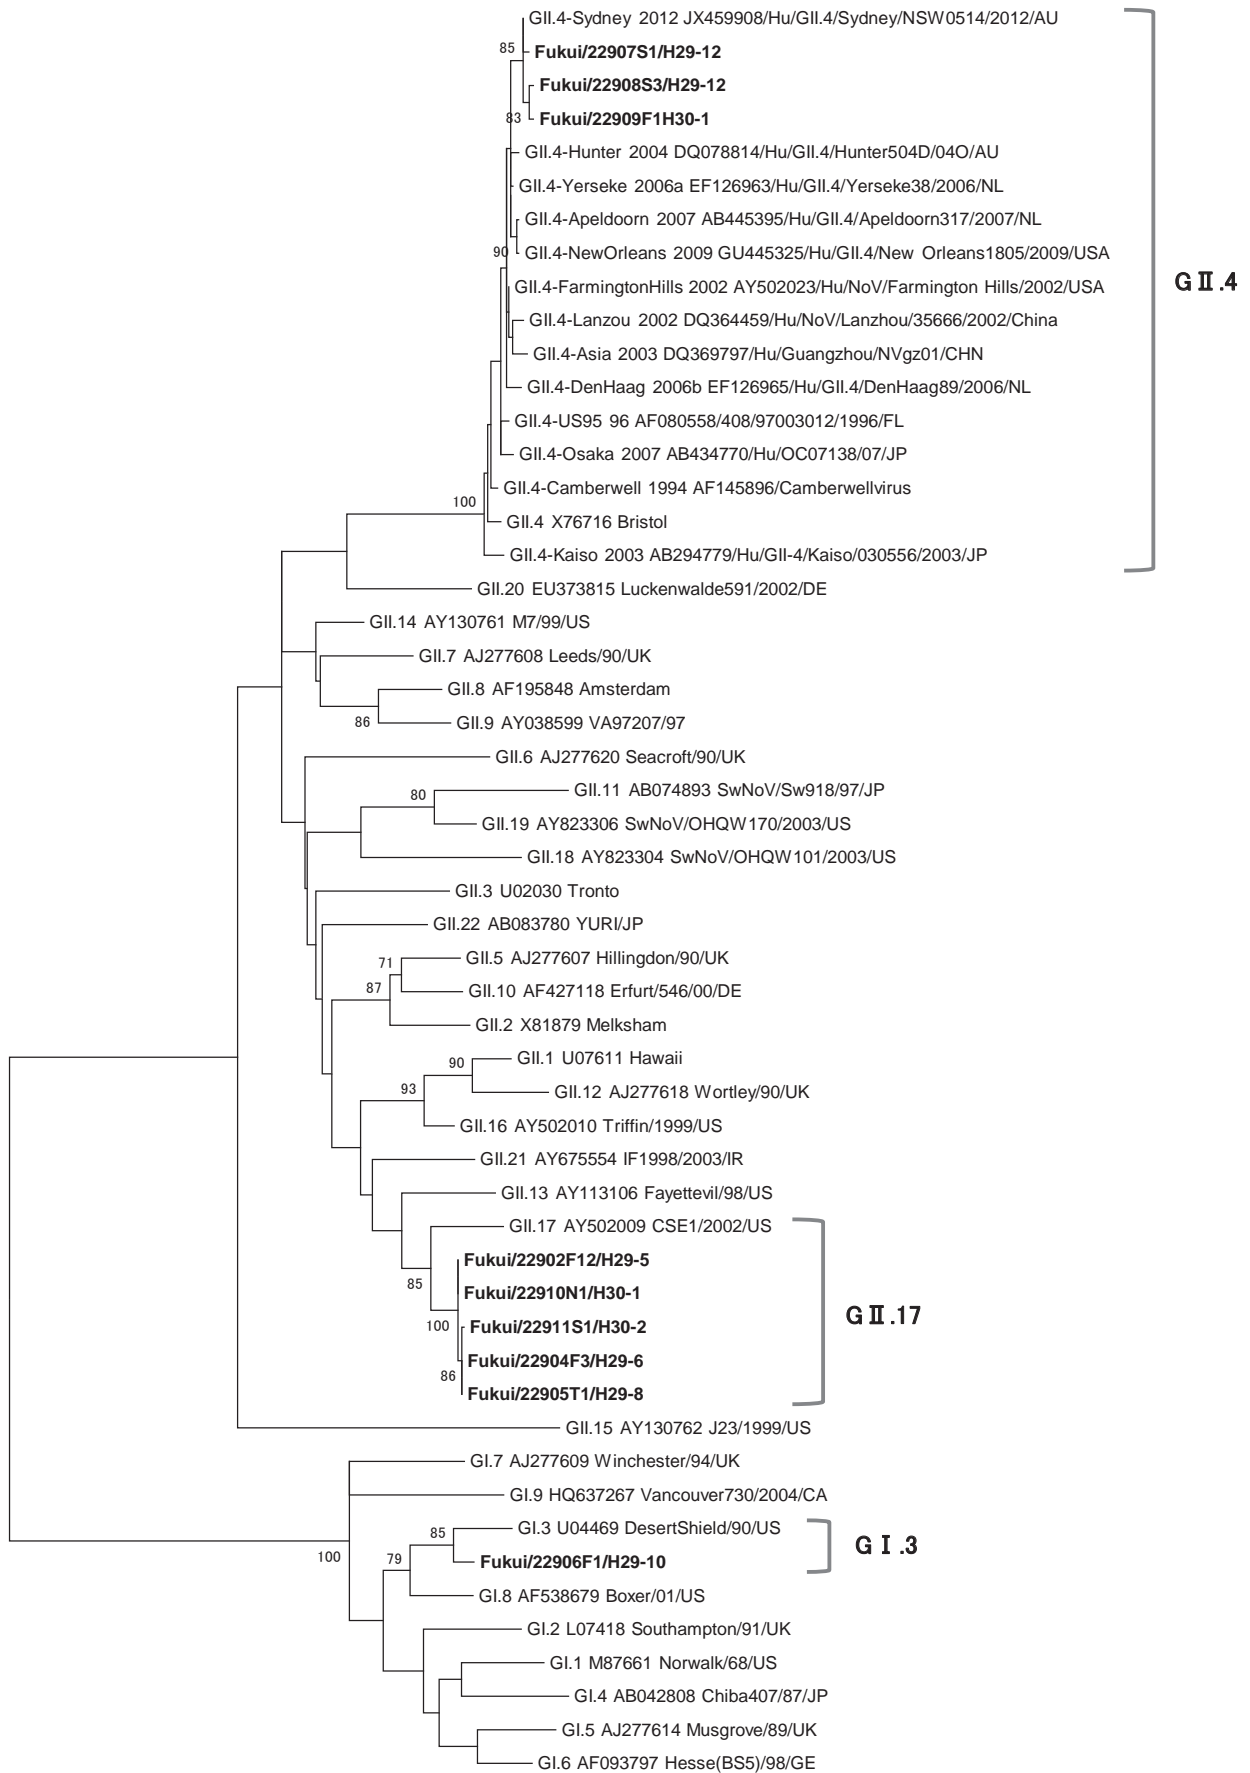 GII.4-Sydney 2012 JX459908/Hu/GII.4/Sydney/NSW0514/2012/AU
85
Fukui/22907S1/H29-12
Fukui/22908S3/H29-12
83
Fukui/22909F1H30-1
GII.4-Hunter 2004 DQ078814/Hu/GII.4/Hunter504D/04O/AU
GII.4-Yerseke 2006a EF126963/Hu/GII.4/Yerseke38/2006/NL
GII.4-Apeldoorn 2007 AB445395/Hu/GII.4/Apeldoorn317/2007/NL
90
GII.4-NewOrleans 2009 GU445325/Hu/GII.4/New Orleans1805/2009/USA
GⅡ.4
GII.4-FarmingtonHills 2002 AY502023/Hu/NoV/Farmington Hills/2002/USA
GII.4-Lanzou 2002 DQ364459/Hu/NoV/Lanzhou/35666/2002/China
GII.4-Asia 2003 DQ369797/Hu/Guangzhou/NVgz01/CHN
GII.4-DenHaag 2006b EF126965/Hu/GII.4/DenHaag89/2006/NL
GII.4-US95 96 AF080558/408/97003012/1996/FL
GII.4-Osaka 2007 AB434770/Hu/OC07138/07/JP
GII.4-Camberwell 1994 AF145896/Camberwellvirus
100
GII.4 X76716 Bristol
GII.4-Kaiso 2003 AB294779/Hu/GII-4/Kaiso/030556/2003/JP
GII.20 EU373815 Luckenwalde591/2002/DE
GII.14 AY130761 M7/99/US
GII.7 AJ277608 Leeds/90/UK
GII.8 AF195848 Amsterdam
86
GII.9 AY038599 VA97207/97
GII.6 AJ277620 Seacroft/90/UK
80
GII.11 AB074893 SwNoV/Sw918/97/JP
GII.19 AY823306 SwNoV/OHQW170/2003/US
GII.18 AY823304 SwNoV/OHQW101/2003/US
GII.3 U02030 Tronto
GII.22 AB083780 YURI/JP
71
GII.5 AJ277607 Hillingdon/90/UK
87
GII.10 AF427118 Erfurt/546/00/DE
GII.2 X81879 Melksham
90
GII.1 U07611 Hawaii
93
GII.12 AJ277618 Wortley/90/UK
GII.16 AY502010 Triffin/1999/US
GII.21 AY675554 IF1998/2003/IR
GII.13 AY113106 Fayettevil/98/US
GII.17 AY502009 CSE1/2002/US
Fukui/22902F12/H29-5
85
Fukui/22910N1/H30-1
GⅡ.17
100
Fukui/22911S1/H30-2
Fukui/22904F3/H29-6
86
Fukui/22905T1/H29-8
GII.15 AY130762 J23/1999/US
GI.7 AJ277609 Winchester/94/UK
GI.9 HQ637267 Vancouver730/2004/CA
85
GI.3 U04469 DesertShield/90/US
GⅠ.3
100
79
Fukui/22906F1/H29-10
GI.8 AF538679 Boxer/01/US
GI.2 L07418 Southampton/91/UK
GI.1 M87661 Norwalk/68/US
GI.4 AB042808 Chiba407/87/JP
GI.5 AJ277614 Musgrove/89/UK
GI.6 AF093797 Hesse(BS5)/98/GE